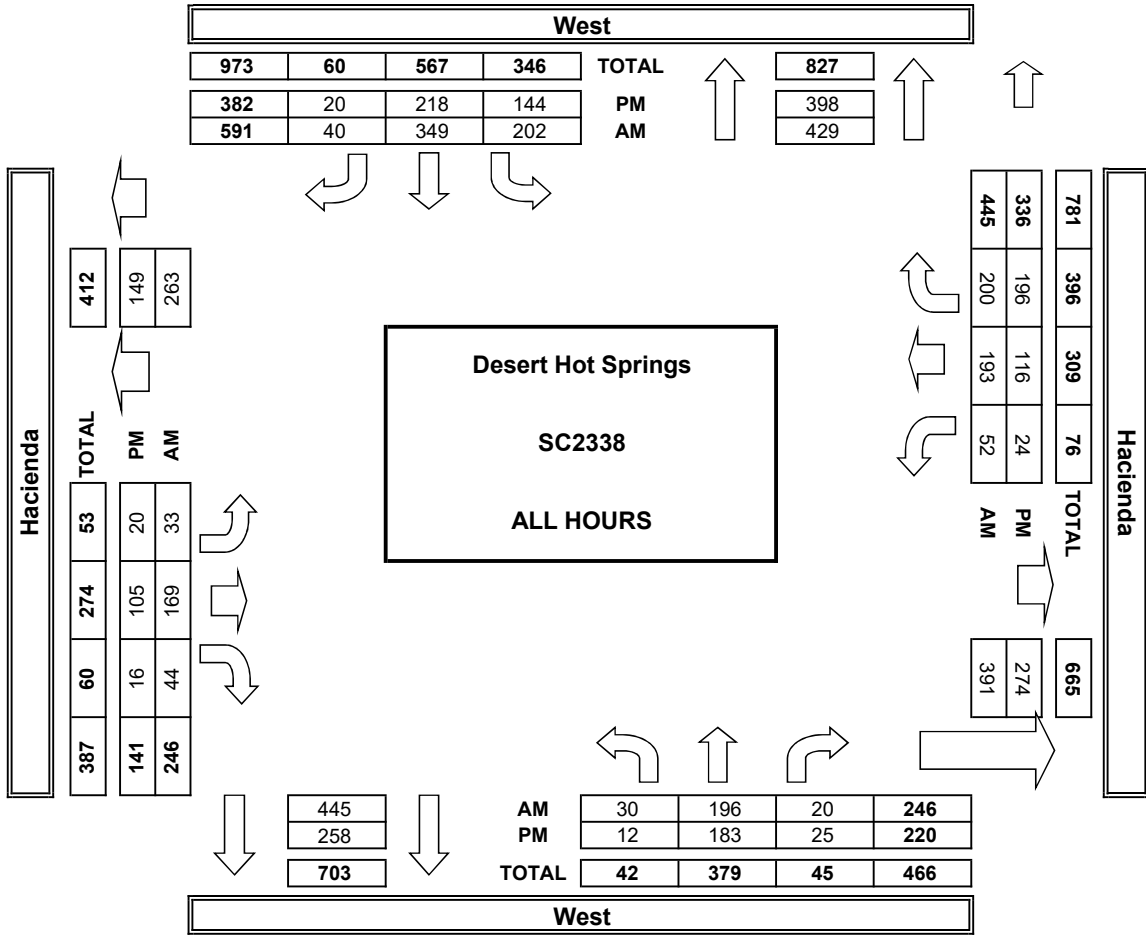 West
973 60 567 346 TOTAL 827
382 20 218 144 PM 398
591 40 349 202 AM 429
Hacienda
412 149 263
TOTAL PM AM
53 20 33
274 105 169
60 16 44
387 141 246
Desert Hot Springs
SC2338
ALL HOURS
445 336 781
200 196 396
193 116 309
52 24 76
AM PM TOTAL
391 274 665
Hacienda
445 AM 30 196 20 246
258 PM 12 183 25 220
703 TOTAL 42 379 45 466
West